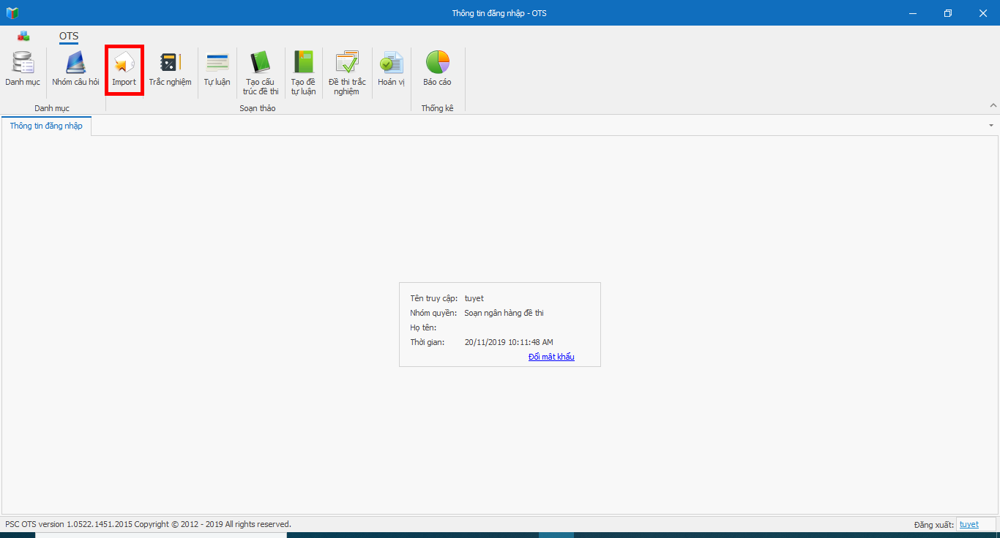 Thông tin đăng nhập - OTS
OTS
Danh mục
Nhóm câu hỏi
Import
Trắc nghiệm
Tự luận
Tạo cấu
trúc đề thi
Tạo đề
tự luận
Đề thi trắc
nghiệm
Hoán vị
Báo cáo
Danh mục
Soạn thảo
Thống kê
Thông tin đăng nhập
Tên truy cập: tuyet
Nhóm quyền: Soạn ngân hàng đề thi
Họ tên:
Thời gian: 20/11/2019 10:11:48 AM
Đổi mật khẩu
PSC OTS version 1.0522.1451.2015 Copyright © 2012 - 2019 All rights reserved.
Đăng xuất: tuyet